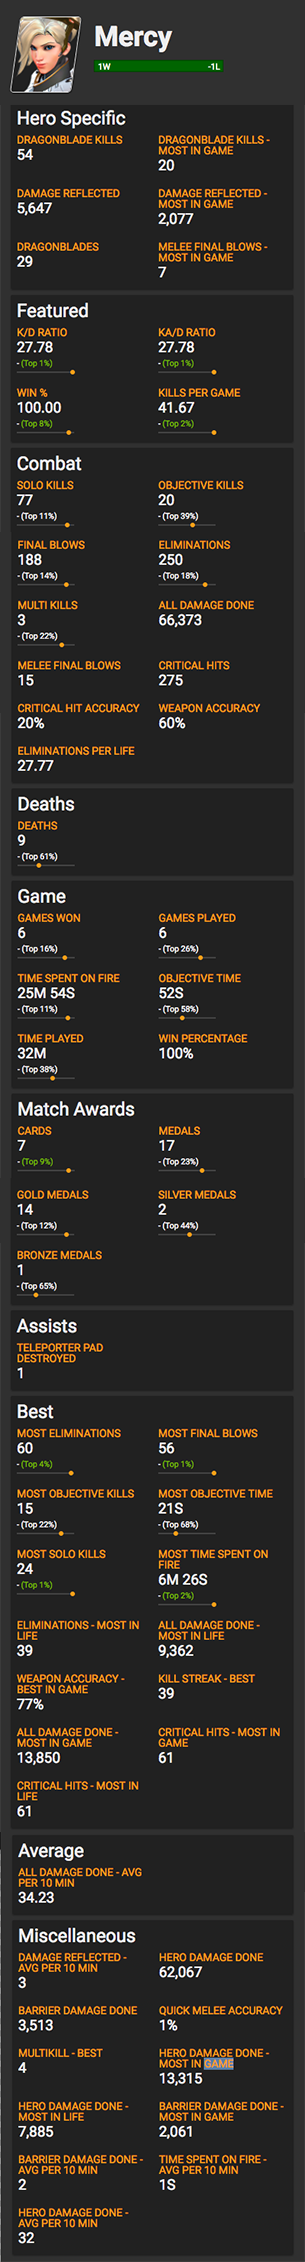 Mercy
1W -1L
Hero Specific
DRAGONBLADE KILLS
54
DRAGONBLADE KILLS -
MOST IN GAME
20
DAMAGE REFLECTED
5,647
DAMAGE REFLECTED -
MOST IN GAME
2,077
DRAGONBLADES
29
MELEE FINAL BLOWS -
MOST IN GAME
7
Featured
K/D RATIO
27.78
- (Top 1%)
KA/D RATIO
27.78
- (Top 1%)
WIN %
100.00
- (Top 8%)
KILLS PER GAME
41.67
- (Top 2%)
Combat
SOLO KILLS
77
- (Top 11%)
OBJECTIVE KILLS
20
- (Top 39%)
FINAL BLOWS
188
- (Top 14%)
ELIMINATIONS
250
- (Top 18%)
MULTI KILLS
3
- (Top 22%)
ALL DAMAGE DONE
66,373
MELEE FINAL BLOWS
15
CRITICAL HITS
275
CRITICAL HIT ACCURACY
20%
WEAPON ACCURACY
60%
ELIMINATIONS PER LIFE
27.77
Deaths
DEATHS
9
- (Top 61%)
Game
GAMES WON
6
- (Top 16%)
GAMES PLAYED
6
- (Top 26%)
TIME SPENT ON FIRE
25M 54S
- (Top 11%)
OBJECTIVE TIME
52S
- (Top 58%)
TIME PLAYED
32M
- (Top 38%)
WIN PERCENTAGE
100%
Match Awards
CARDS
7
- (Top 9%)
MEDALS
17
- (Top 23%)
GOLD MEDALS
14
- (Top 12%)
SILVER MEDALS
2
- (Top 44%)
BRONZE MEDALS
1
- (Top 65%)
Assists
TELEPORTER PAD
DESTROYED
1
Best
MOST ELIMINATIONS
60
- (Top 4%)
MOST FINAL BLOWS
56
- (Top 1%)
MOST OBJECTIVE KILLS
15
- (Top 22%)
MOST OBJECTIVE TIME
21S
- (Top 68%)
MOST SOLO KILLS
24
- (Top 1%)
MOST TIME SPENT ON
FIRE
6M 26S
- (Top 2%)
ELIMINATIONS - MOST IN
LIFE
39
ALL DAMAGE DONE -
MOST IN LIFE
9,362
WEAPON ACCURACY -
BEST IN GAME
77%
KILL STREAK - BEST
39
ALL DAMAGE DONE -
MOST IN GAME
13,850
CRITICAL HITS - MOST IN
GAME
61
CRITICAL HITS - MOST IN
LIFE
61
Average
ALL DAMAGE DONE - AVG
PER 10 MIN
34.23
Miscellaneous
DAMAGE REFLECTED -
AVG PER 10 MIN
3
HERO DAMAGE DONE
62,067
BARRIER DAMAGE DONE
3,513
QUICK MELEE ACCURACY
1%
MULTIKILL - BEST
4
HERO DAMAGE DONE -
MOST IN GAME
13,315
HERO DAMAGE DONE -
MOST IN LIFE
7,885
BARRIER DAMAGE DONE -
MOST IN GAME
2,061
BARRIER DAMAGE DONE -
AVG PER 10 MIN
2
TIME SPENT ON FIRE -
AVG PER 10 MIN
1S
HERO DAMAGE DONE -
AVG PER 10 MIN
32